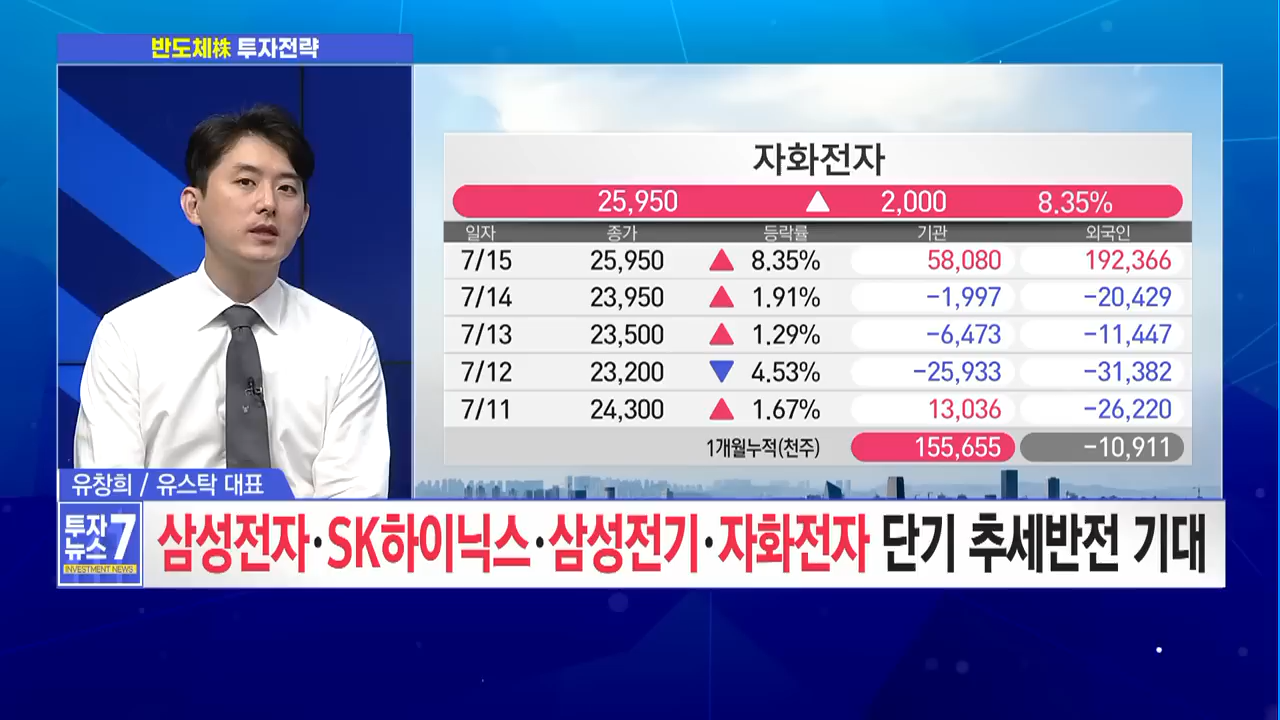 반도체株 투자전략
자화전자
25,950 ▲ 2,000 8.35%
일자 종가 등락률 기관 외국인
7/15 25,950 ▲ 8.35% 58,080 192,366
7/14 23,950 ▲ 1.91% -1,997 -20,429
7/13 23,500 ▲ 1.29% -6,473 -11,447
7/12 23,200 ▼ 4.53% -25,933 -31,382
7/11 24,300 ▲ 1.67% 13,036 -26,220
1개월누적(천주) 155,655 -10,911
유창희 / 유스탁 대표
투자
뉴스 7
INVESTMENT NEWS
삼성전자·SK하이닉스·삼성전기·자화전자 단기 추세반전 기대